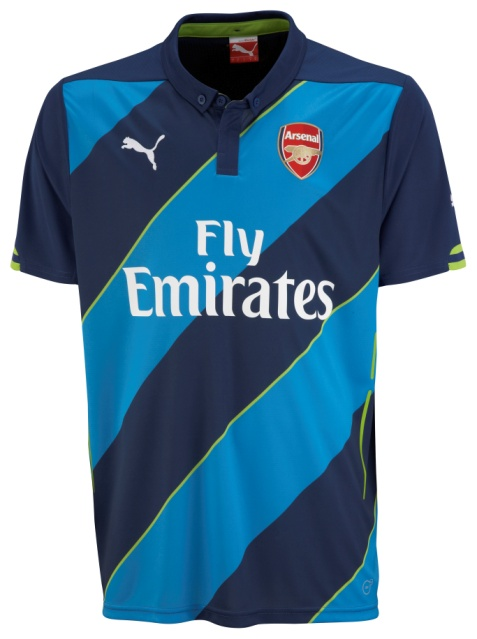 PUMA
Arsenal
Fly
Emirates